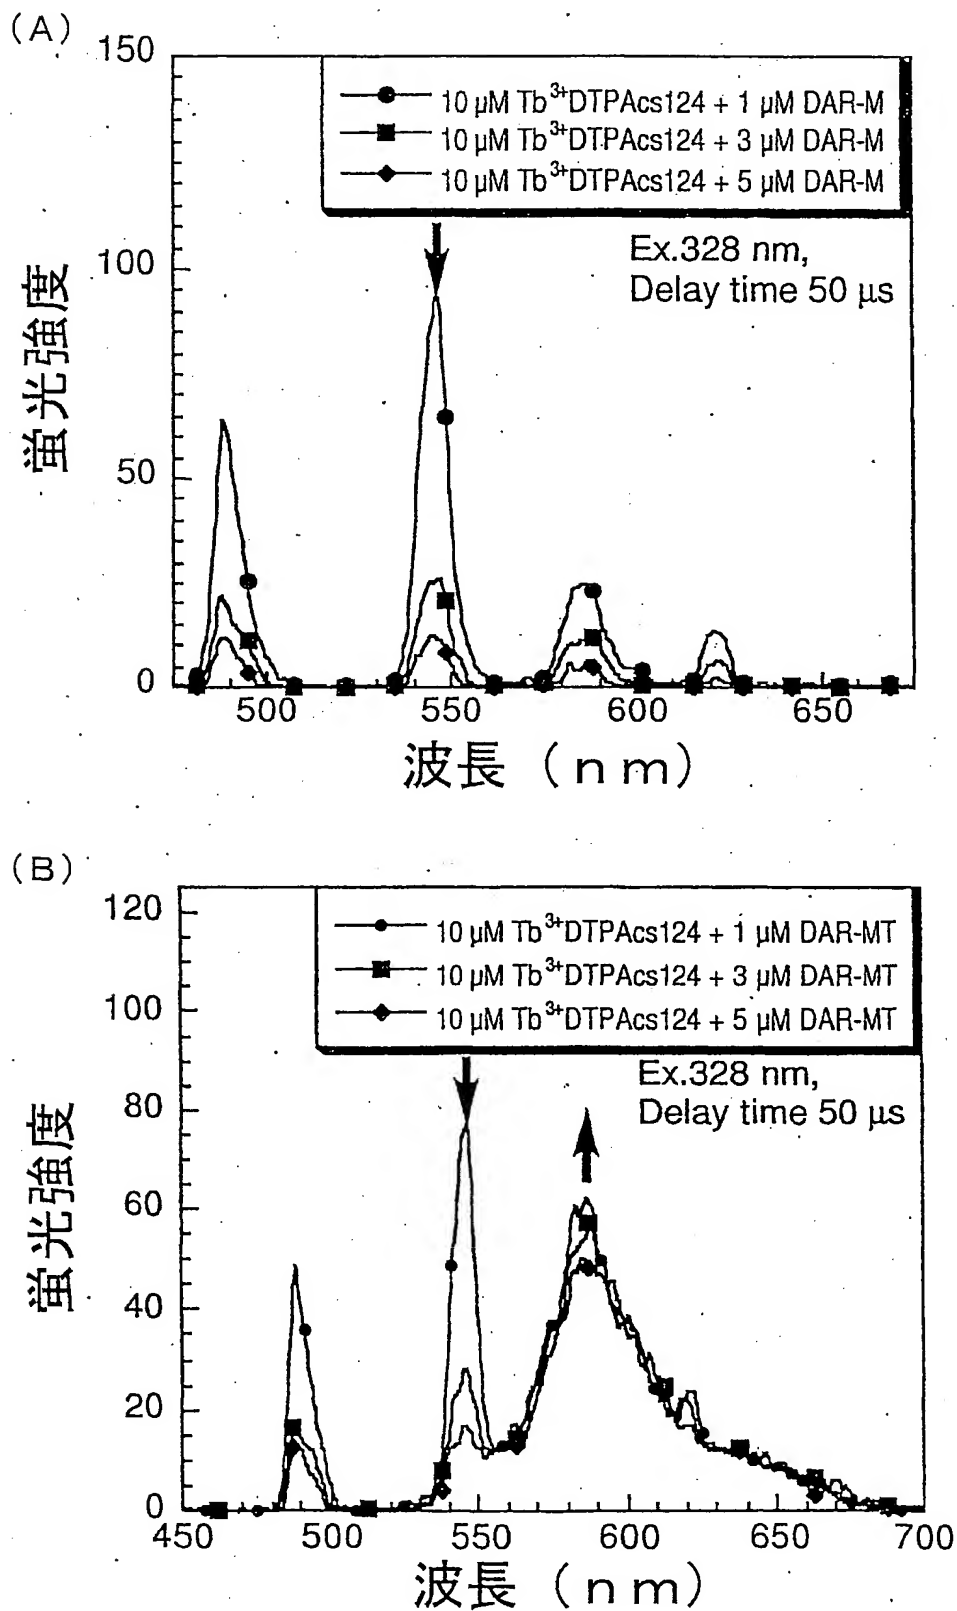 (A)
150
10 μM Tb³⁺DTPAcs124 + 1 μM DAR-M
10 μM Tb³⁺DTPAcs124 + 3 μM DAR-M
10 μM Tb³⁺DTPAcs124 + 5 μM DAR-M
100
Ex.328 nm,
Delay time 50 μs
蛍光強度
50
0
500 550 600 650
波長 (nm)
(B)
120
10 μM Tb³⁺DTPAcs124 + 1 μM DAR-MT
10 μM Tb³⁺DTPAcs124 + 3 μM DAR-MT
10 μM Tb³⁺DTPAcs124 + 5 μM DAR-MT
100
Ex.328 nm,
Delay time 50 μs
80
蛍光強度
60
40
20
0
450 500 550 600 650 700
波長 (nm)